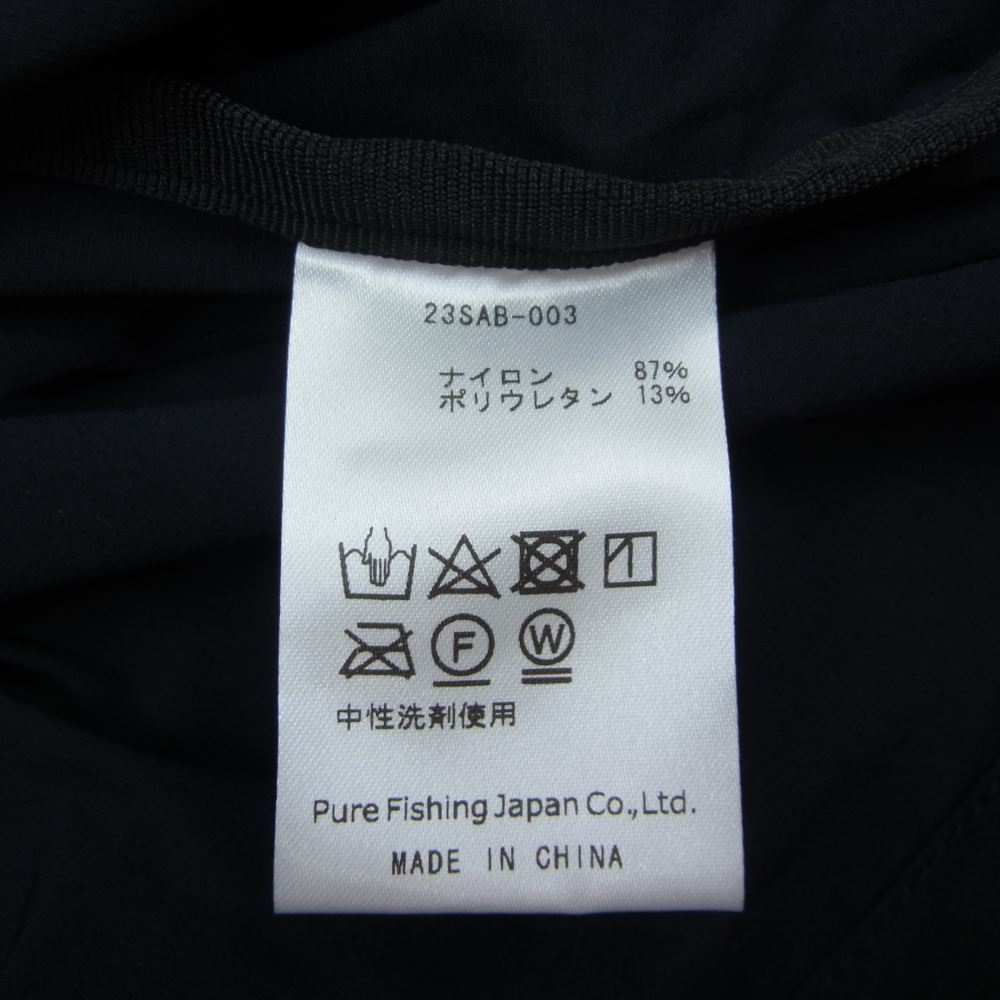 23SAB-003
ナイロン 87%
ポリウレタン 13%
F W
中性洗剤使用
Pure Fishing Japan Co.,Ltd.
MADE IN CHINA